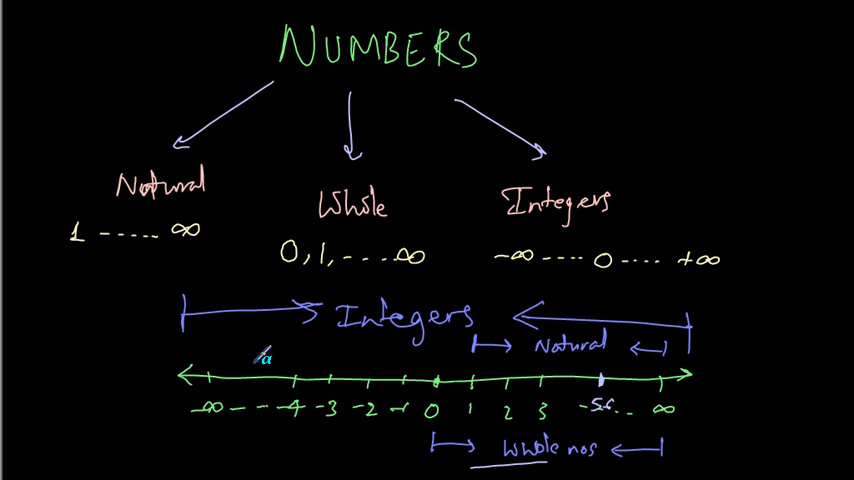 NUMBERS
Natural Whole Integers
1 ------ ∞ 0, 1, - - - - ∞ -∞ ---- 0 ---- +∞
Integers
Natural
-∞ - - - -4 -3 -2 -1 0 1 2 3 ∞
Whole nos